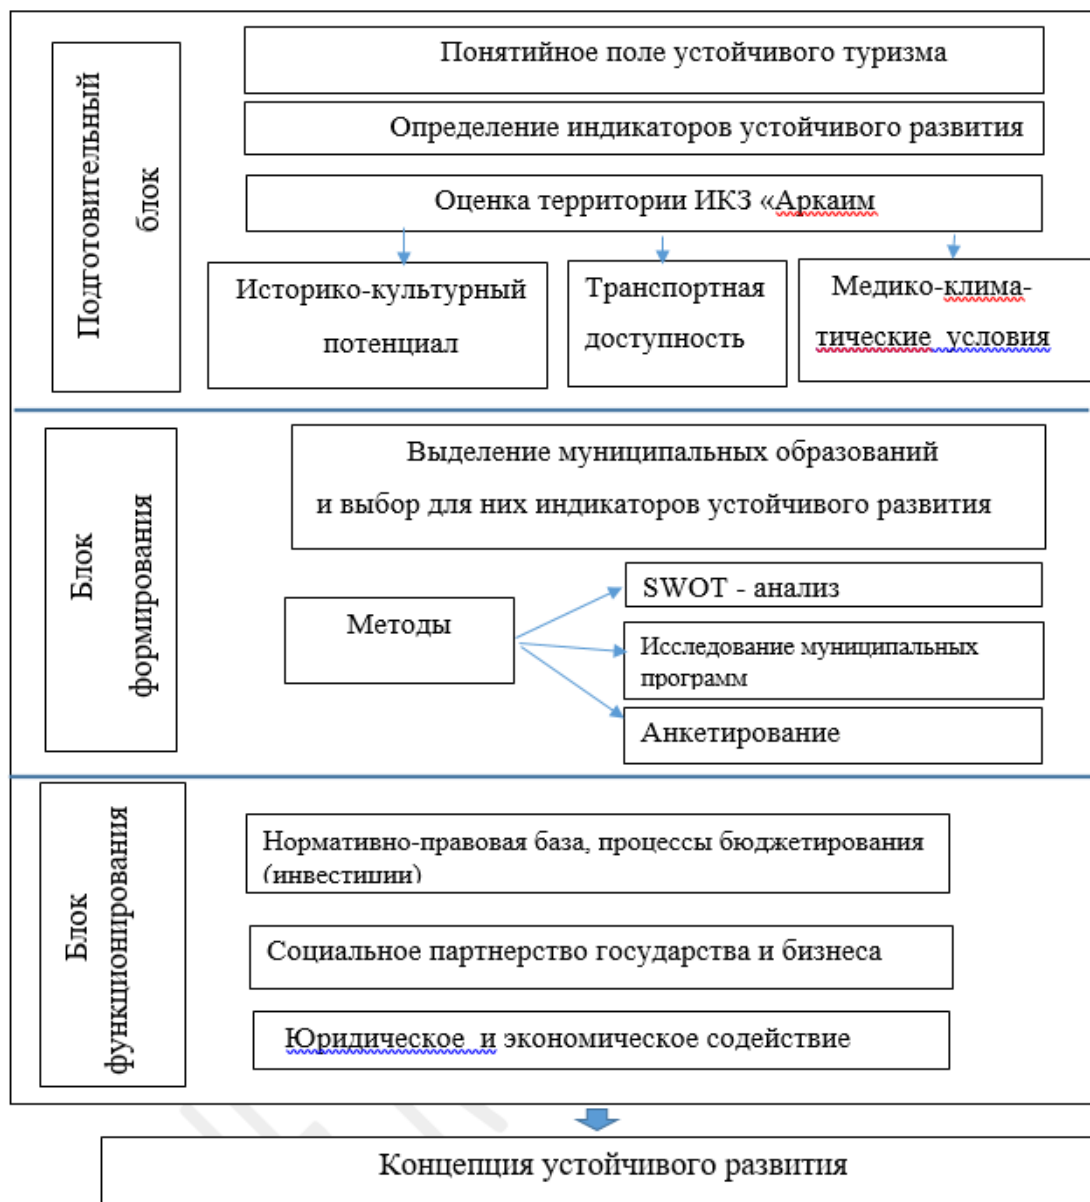 Подготовительный
блок
Понятийное поле устойчивого туризма
Определение индикаторов устойчивого развития
Оценка территории ИКЗ «Аркаим
Историко-культурный
потенциал
Транспортная
доступность
Медико-клима-
тические условия
Блок
формирования
Выделение муниципальных образований
и выбор для них индикаторов устойчивого развития
Методы
SWOT - анализ
Исследование муниципальных
программ
Анкетирование
Блок
функционирования
Нормативно-правовая база, процессы бюджетирования
(инвестиции)
Социальное партнерство государства и бизнеса
Юридическое и экономическое содействие
Концепция устойчивого развития